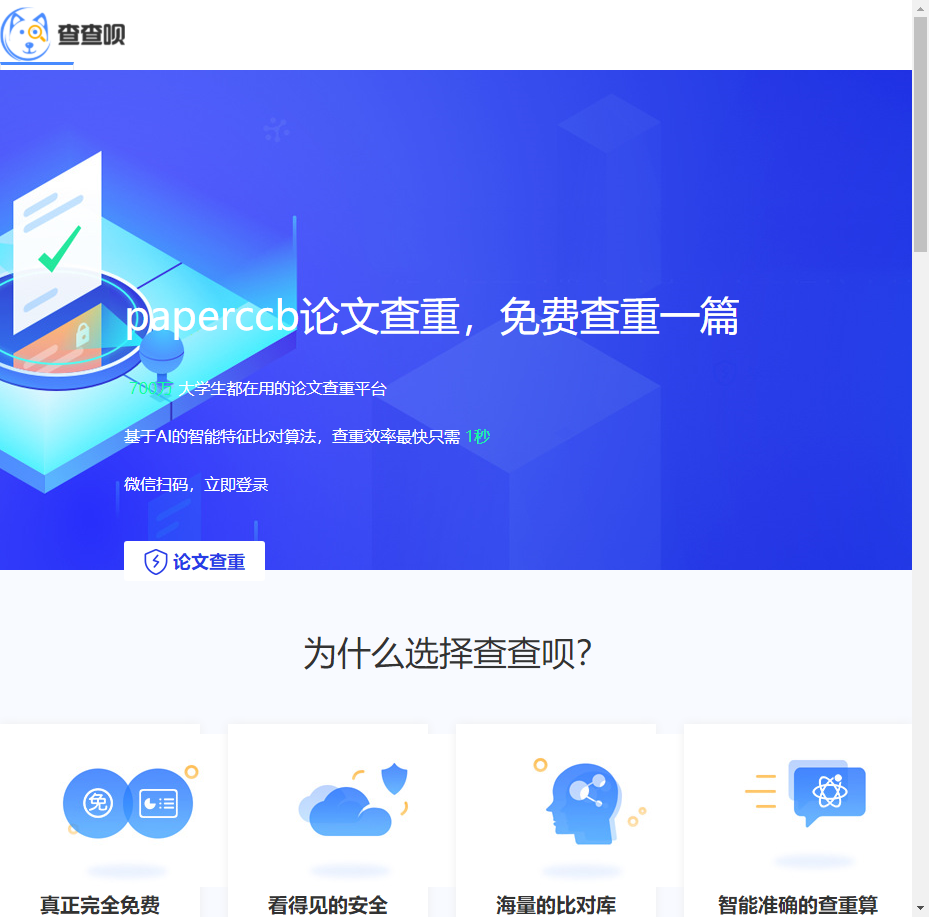 查查呗
paperccb论文查重，免费查重一篇
700万 大学生都在用的论文查重平台
基于AI的智能特征比对算法，查重效率最快只需 1秒
微信扫码，立即登录
论文查重
为什么选择查查呗？
免
真正完全免费
看得见的安全
海量的比对库
智能准确的查重算